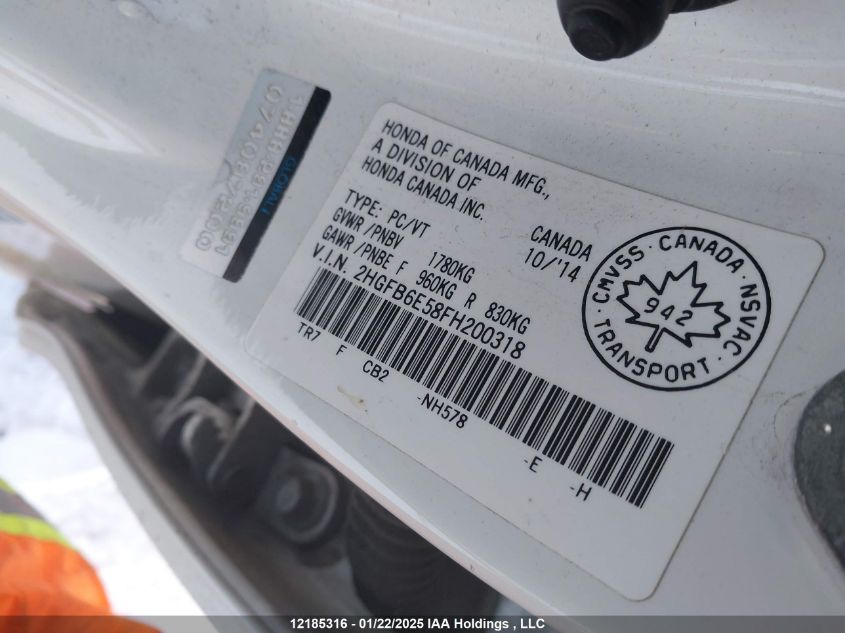 HONDA OF CANADA MFG.,
A DIVISION OF
HONDA CANADA INC.
TYPE: PC/VT CANADA
GVWR /PNBV 1780KG 10/'14
GAWR /PNBE F 960KG R 830KG
V.I.N. 2HGFB6E58FH200318
TR7 F CB2 -NH578 -E -H
CMVSS · CANADA · NSVAC
942
TRANSPORT
12185316 - 01/22/2025 IAA Holdings , LLC